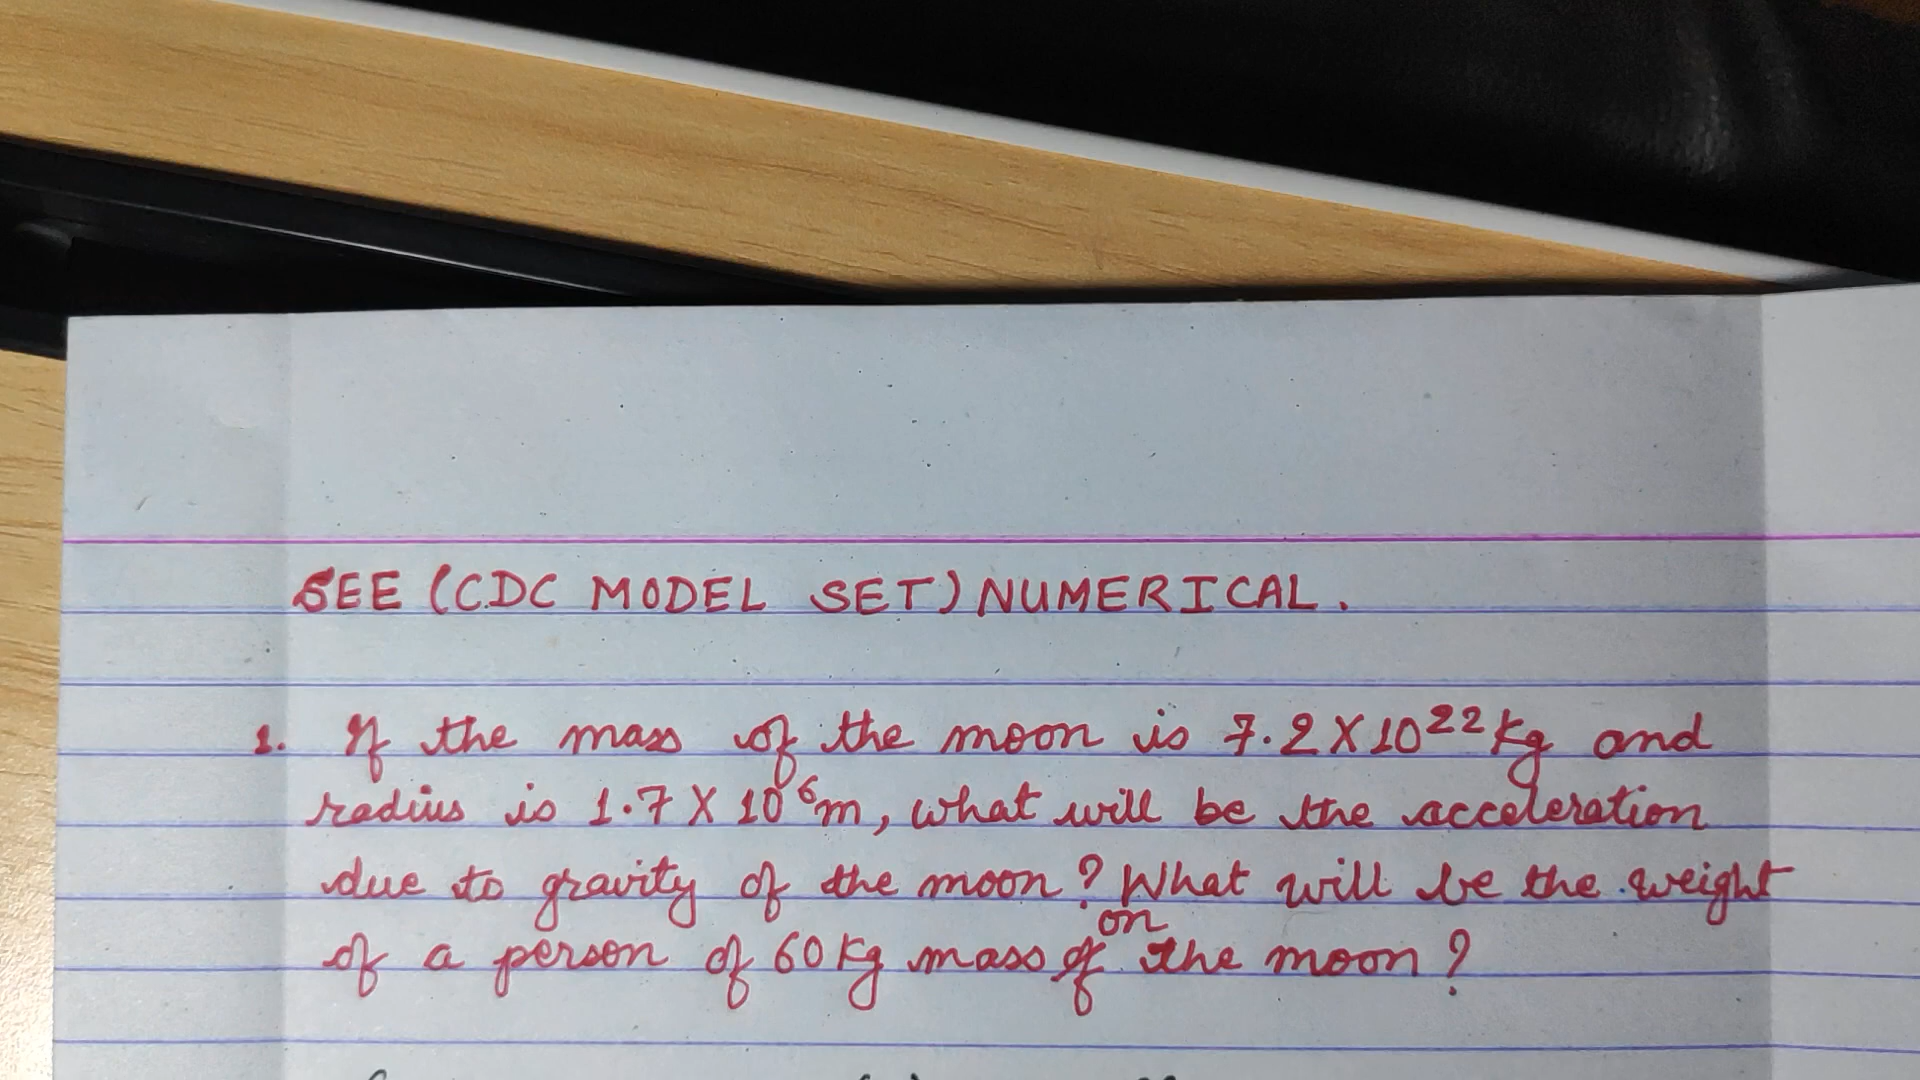 SEE (CDC MODEL SET) NUMERICAL.
1. If the mass of the moon is 7.2 X 10²² kg and
radius is 1.7 X 10⁶m, what will be the acceleration
due to gravity of the moon? What will be the weight
on
of a person of 60 kg mass of the moon?